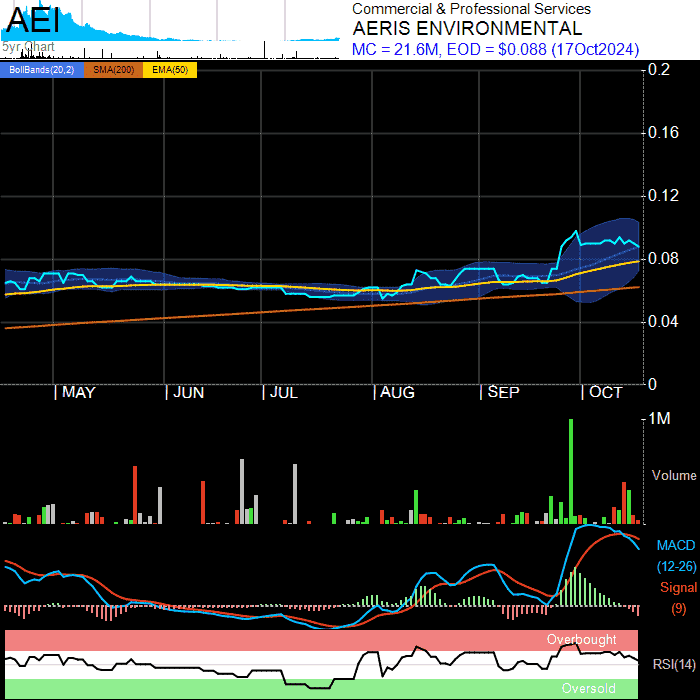 AEI
5yr Chart
Commercial & Professional Services
AERIS ENVIRONMENTAL
MC = 21.6M, EOD = $0.088 (17Oct2024)
BollBands(20,2) SMA(200) EMA(50)
0.2
0.16
0.12
0.08
0.04
0
MAY JUN JUL AUG SEP OCT
1M
Volume
MACD
(12-26)
Signal
(9)
Overbought
RSI(14)
Oversold